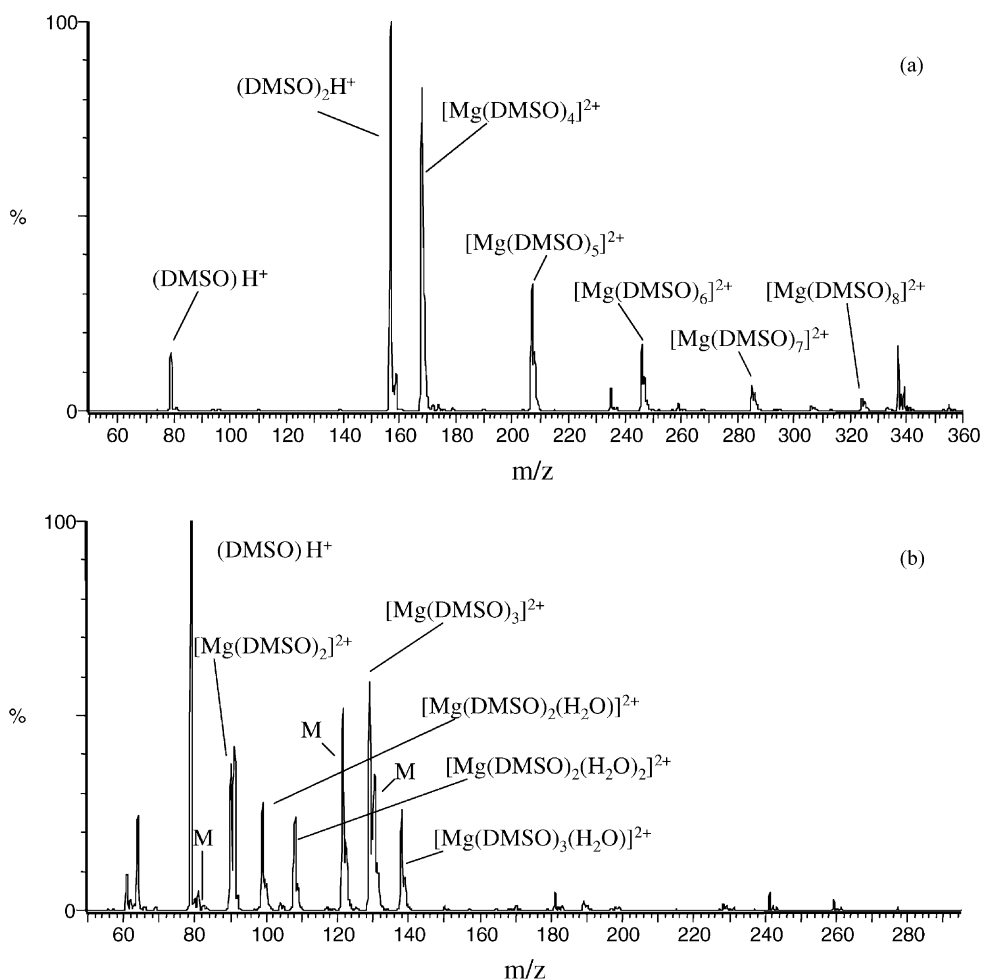 100
(a)
(DMSO)₂H⁺
[Mg(DMSO)₄]²⁺
%
[Mg(DMSO)₅]²⁺
(DMSO) H⁺
[Mg(DMSO)₆]²⁺
[Mg(DMSO)₈]²⁺
[Mg(DMSO)₇]²⁺
0
60 80 100 120 140 160 180 200 220 240 260 280 300 320 340 360
m/z
100
(DMSO) H⁺
(b)
[Mg(DMSO)₃]²⁺
[Mg(DMSO)₂]²⁺
%
[Mg(DMSO)₂(H₂O)]²⁺
M
[Mg(DMSO)₂(H₂O)₂]²⁺
M
M
[Mg(DMSO)₃(H₂O)]²⁺
0
60 80 100 120 140 160 180 200 220 240 260 280
m/z